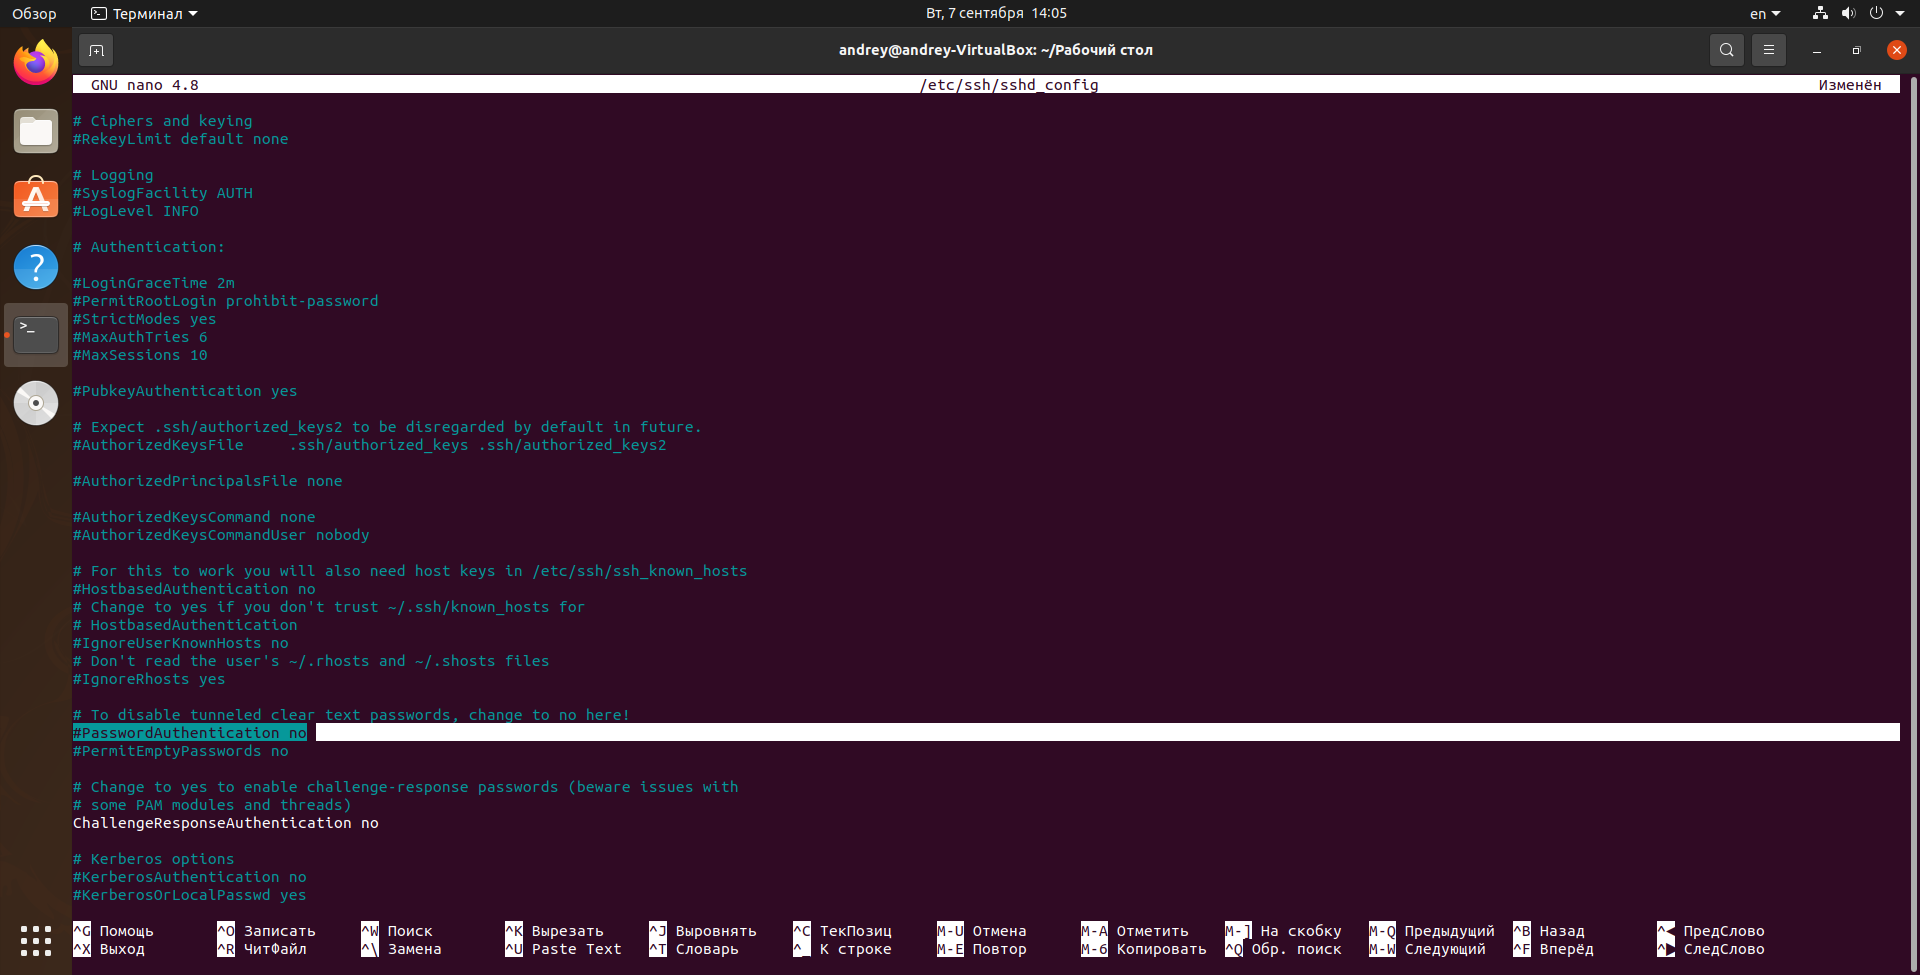 Обзор Терминал Вт, 7 сентября 14:05 en
andrey@andrey-VirtualBox: ~/Рабочий стол
GNU nano 4.8 /etc/ssh/sshd_config Изменён
# Ciphers and keying
#RekeyLimit default none
# Logging
#SyslogFacility AUTH
#LogLevel INFO
# Authentication:
#LoginGraceTime 2m
#PermitRootLogin prohibit-password
#StrictModes yes
#MaxAuthTries 6
#MaxSessions 10
#PubkeyAuthentication yes
# Expect .ssh/authorized_keys2 to be disregarded by default in future.
#AuthorizedKeysFile     .ssh/authorized_keys .ssh/authorized_keys2
#AuthorizedPrincipalsFile none
#AuthorizedKeysCommand none
#AuthorizedKeysCommandUser nobody
# For this to work you will also need host keys in /etc/ssh/ssh_known_hosts
#HostbasedAuthentication no
# Change to yes if you don't trust ~/.ssh/known_hosts for
# HostbasedAuthentication
#IgnoreUserKnownHosts no
# Don't read the user's ~/.rhosts and ~/.shosts files
#IgnoreRhosts yes
# To disable tunneled clear text passwords, change to no here!
#PasswordAuthentication no
#PermitEmptyPasswords no
# Change to yes to enable challenge-response passwords (beware issues with
# some PAM modules and threads)
ChallengeResponseAuthentication no
# Kerberos options
#KerberosAuthentication no
#KerberosOrLocalPasswd yes
^G Помощь ^O Записать ^W Поиск ^K Вырезать ^J Выровнять ^C ТекПозиц M-U Отмена M-A Отметить M-] На скобку M-Q Предыдущий ^B Назад ^◀ ПредСлово
^X Выход ^R ЧитФайл ^\ Замена ^U Paste Text ^T Словарь ^_ К строке M-E Повтор M-6 Копировать ^Q Обр. поиск M-W Следующий ^F Вперёд ^▶ СледСлово